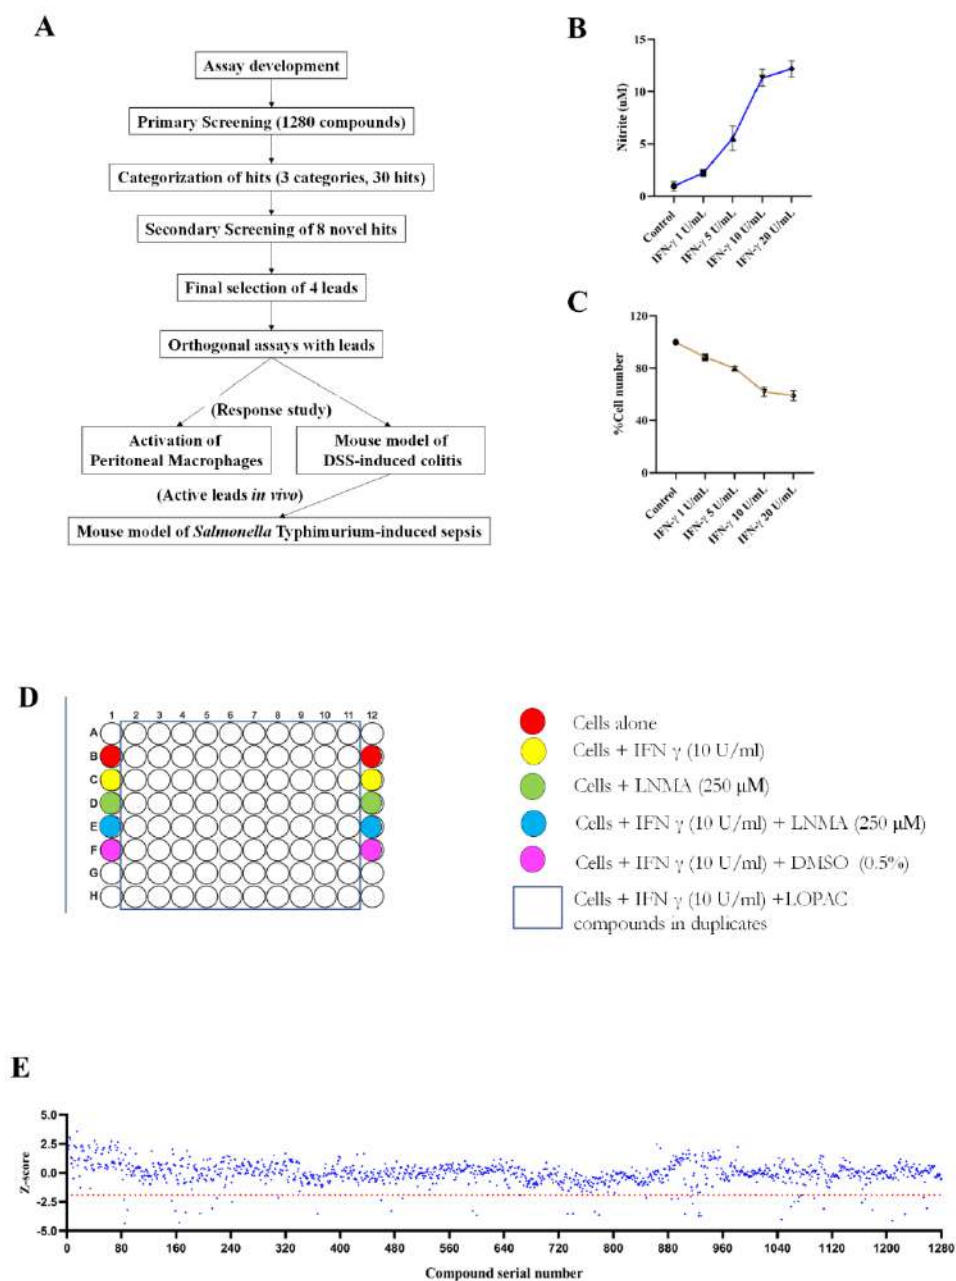 A
Assay development
Primary Screening (1280 compounds)
Categorization of hits (3 categories, 30 hits)
Secondary Screening of 8 novel hits
Final selection of 4 leads
Orthogonal assays with leads
(Response study)
Activation of
Peritoneal Macrophages
Mouse model of
DSS-induced colitis
(Active leads in vivo)
Mouse model of Salmonella Typhimurium-induced sepsis
B
Nitrite (uM)
15
10
5
0
Control
IFN-γ 1 U/mL
IFN-γ 5 U/mL
IFN-γ 10 U/mL
IFN-γ 20 U/mL
C
%Cell number
120
80
40
0
Control
IFN-γ 1 U/mL
IFN-γ 5 U/mL
IFN-γ 10 U/mL
IFN-γ 20 U/mL
D
1 2 3 4 5 6 7 8 9 10 11 12
A
B
C
D
E
F
G
H
Cells alone
Cells + IFN γ (10 U/ml)
Cells + LNMA (250 μM)
Cells + IFN γ (10 U/ml) + LNMA (250 μM)
Cells + IFN γ (10 U/ml) + DMSO (0.5%)
Cells + IFN γ (10 U/ml) +LOPAC
compounds in duplicates
E
Z-score
5.0
2.5
0.0
-2.5
-5.0
0 80 160 240 320 400 480 560 640 720 800 880 960 1040 1120 1200 1280
Compound serial number